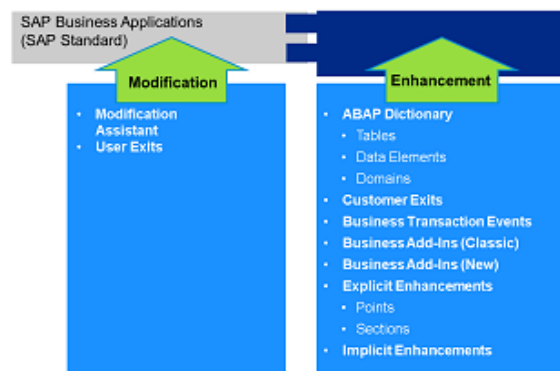 SAP Business Applications
(SAP Standard)
Modification
Enhancement
• Modification
Assistant
• User Exits
• ABAP Dictionary
• Tables
• Data Elements
• Domains
• Customer Exits
• Business Transaction Events
• Business Add-Ins (Classic)
• Business Add-Ins (New)
• Explicit Enhancements
• Points
• Sections
• Implicit Enhancements